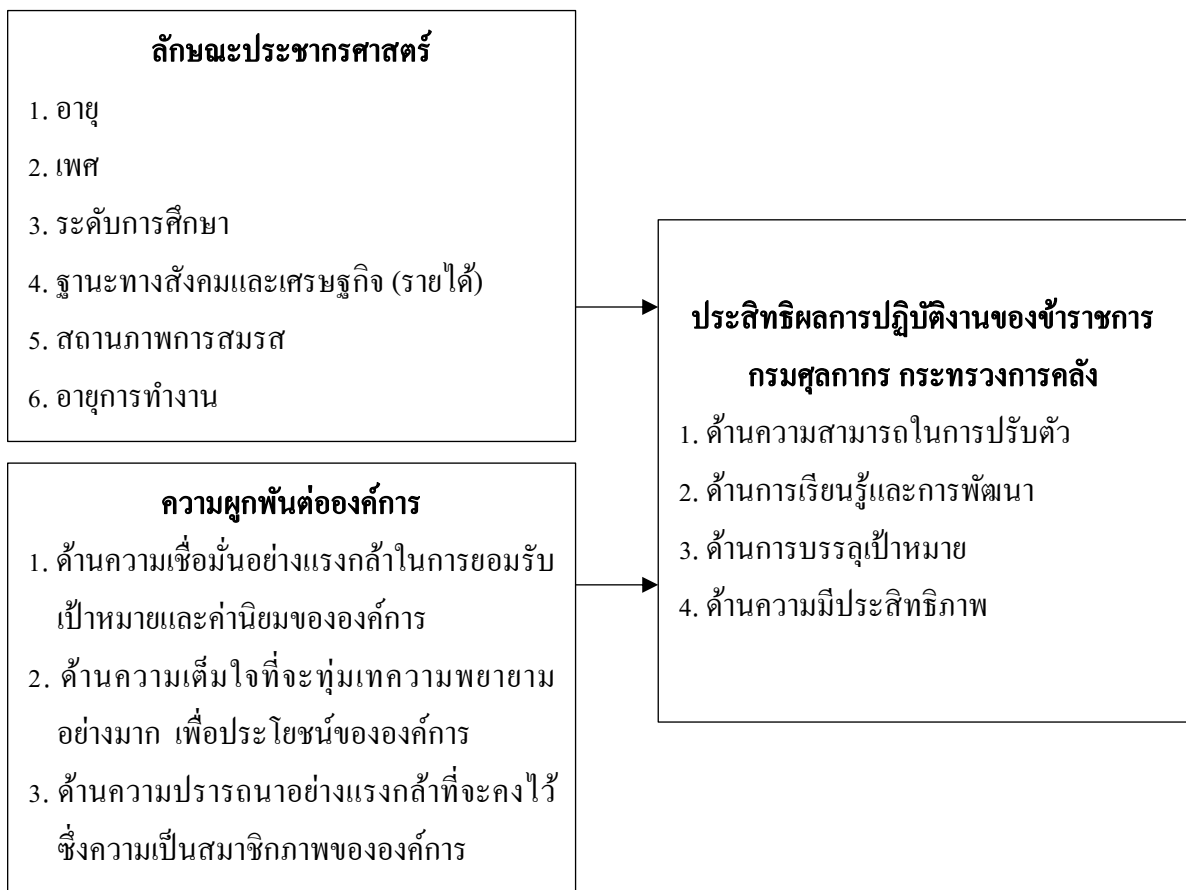 ลักษณะประชากรศาสตร์
1. อายุ
2. เพศ
3. ระดับการศึกษา
4. ฐานะทางสังคมและเศรษฐกิจ (รายได้)
5. สถานภาพการสมรส
6. อายุการทำงาน
ความผูกพันต่อองค์การ
1. ด้านความเชื่อมั่นอย่างแรงกล้าในการยอมรับ
เป้าหมายและค่านิยมขององค์การ
2. ด้านความเต็มใจที่จะทุ่มเทความพยายาม
อย่างมาก เพื่อประโยชน์ขององค์การ
3. ด้านความปรารถนาอย่างแรงกล้าที่จะคงไว้
ซึ่งความเป็นสมาชิกภาพขององค์การ
ประสิทธิผลการปฏิบัติงานของข้าราชการ
กรมศุลกากร กระทรวงการคลัง
1. ด้านความสามารถในการปรับตัว
2. ด้านการเรียนรู้และการพัฒนา
3. ด้านการบรรลุเป้าหมาย
4. ด้านความมีประสิทธิภาพ